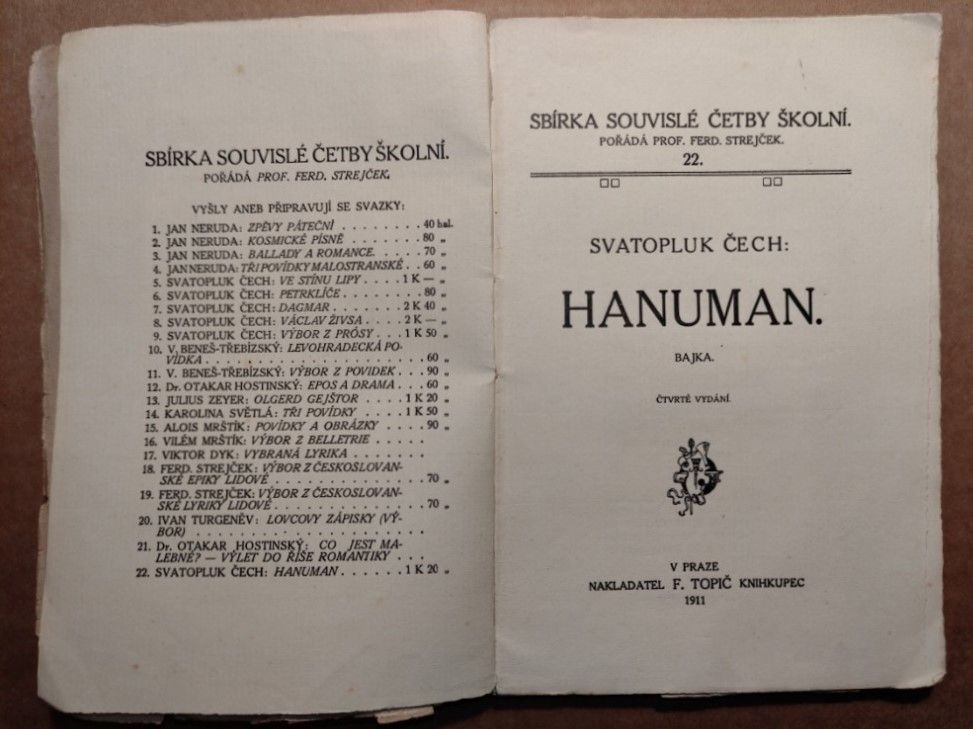 SBÍRKA SOUVISLÉ ČETBY ŠKOLNÍ.
POŘÁDÁ PROF. FERD. STREJČEK.
VYŠLY ANEB PŘIPRAVUJÍ SE SVAZKY:
1. JAN NERUDA: ZPĚVY PÁTEČNÍ . . . . . . . . 40 hal.
2. JAN NERUDA: KOSMICKÉ PÍSNĚ . . . . . . . 80 „
3. JAN NERUDA: BALLADY A ROMANCE. . . . . 70 „
4. JAN NERUDA: TŘI POVÍDKY MALOSTRANSKÉ . . 60 „
5. SVATOPLUK ČECH: VE STÍNU LIPY . . . . 1 K — „
6. SVATOPLUK ČECH: PETRKLÍČE . . . . . . . . 80 „
7. SVATOPLUK ČECH: DAGMAR . . . . . . . 2 K 40 „
8. SVATOPLUK ČECH: VÁCLAV ŽIVSA . . . 2 K — „
9. SVATOPLUK ČECH: VÝBOR Z PRÓSY . . . 1 K 50 „
10. V. BENEŠ-TŘEBÍZSKÝ: LEVOHRADECKÁ PO-
VÍDKA . . . . . . . . . . . . . . . . . . . . 60 „
11. V. BENEŠ-TŘEBÍZSKÝ: VÝBOR Z POVIDEK . . . 90 „
12. Dr. OTAKAR HOSTINSKÝ: EPOS A DRAMA . . . 60 „
13. JULIUS ZEYER: OLGERD GEJŠTOR . . . . 1 K 20 „
14. KAROLINA SVĚTLÁ: TŘI POVÍDKY . . . . 1 K 50 „
15. ALOIS MRŠTÍK: POVÍDKY A OBRÁZKY . . . . 90 „
16. VILÉM MRŠTÍK: VÝBOR Z BELLETRIE . . . . .
17. VIKTOR DYK: VYBRANÁ LYRIKA . . . . . . .
18. FERD. STREJČEK: VÝBOR Z ČESKOSLOVAN-
SKÉ EPIKY LIDOVÉ . . . . . . . . . . . . . 70 „
19. FERD. STREJČEK: VÝBOR Z ČESKOSLOVAN-
SKÉ LYRIKY LIDOVÉ . . . . . . . . . . . . . 70 „
20. IVAN TURGENĚV: LOVCOVY ZÁPISKY (VÝ-
BOR) . . . . . . . . . . . . . . . . . . . .
21. Dr. OTAKAR HOSTINSKÝ: CO JEST MA-
LEBNÉ? — VÝLET DO ŘÍŠE ROMANTIKY . . .
22. SVATOPLUK ČECH: HANUMAN . . . . . . 1 K 20 „
SBÍRKA SOUVISLÉ ČETBY ŠKOLNÍ.
POŘÁDÁ PROF. FERD. STREJČEK.
22.
SVATOPLUK ČECH:
HANUMAN.
BAJKA.
ČTVRTÉ VYDÁNÍ.
V PRAZE
NAKLADATEL F. TOPIČ KNIHKUPEC
1911